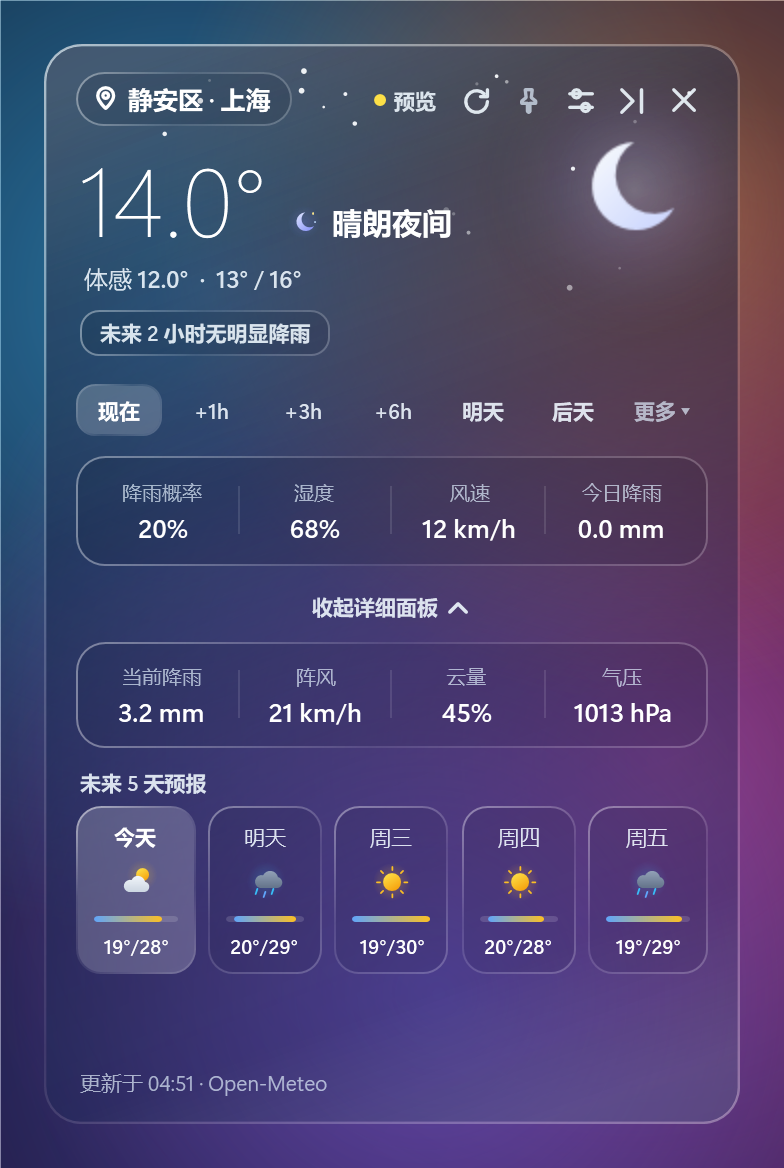 静安区 · 上海
预览
14.0°
晴朗夜间
体感 12.0° · 13° / 16°
未来 2 小时无明显降雨
现在 +1h +3h +6h 明天 后天 更多
降雨概率 湿度 风速 今日降雨
20% 68% 12 km/h 0.0 mm
收起详细面板
当前降雨 阵风 云量 气压
3.2 mm 21 km/h 45% 1013 hPa
未来 5 天预报
今天 明天 周三 周四 周五
19°/28° 20°/29° 19°/30° 20°/28° 19°/29°
更新于 04:51 · Open-Meteo